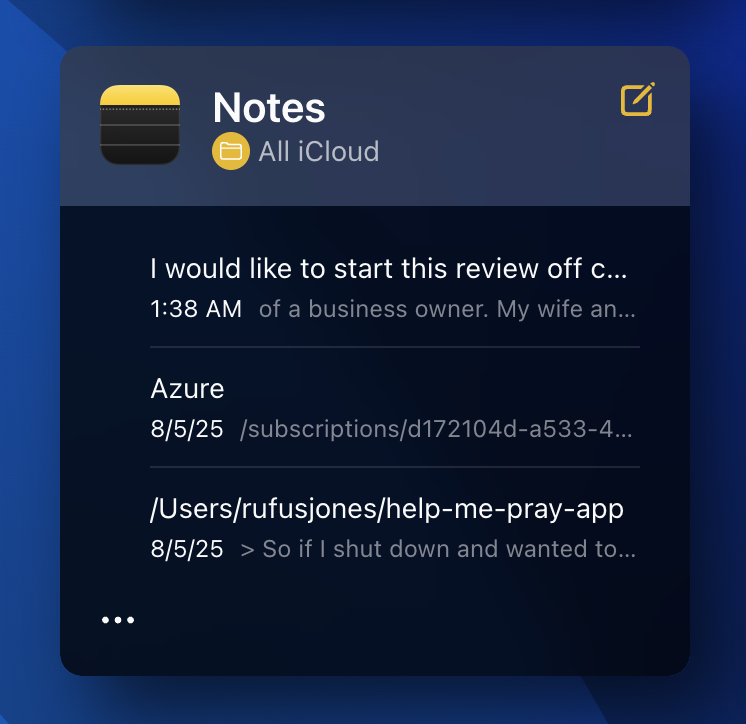 Notes
All iCloud
I would like to start this review off c...
1:38 AM of a business owner. My wife an...
Azure
8/5/25 /subscriptions/d172104d-a533-4...
/Users/rufusjones/help-me-pray-app
8/5/25 > So if I shut down and wanted to...